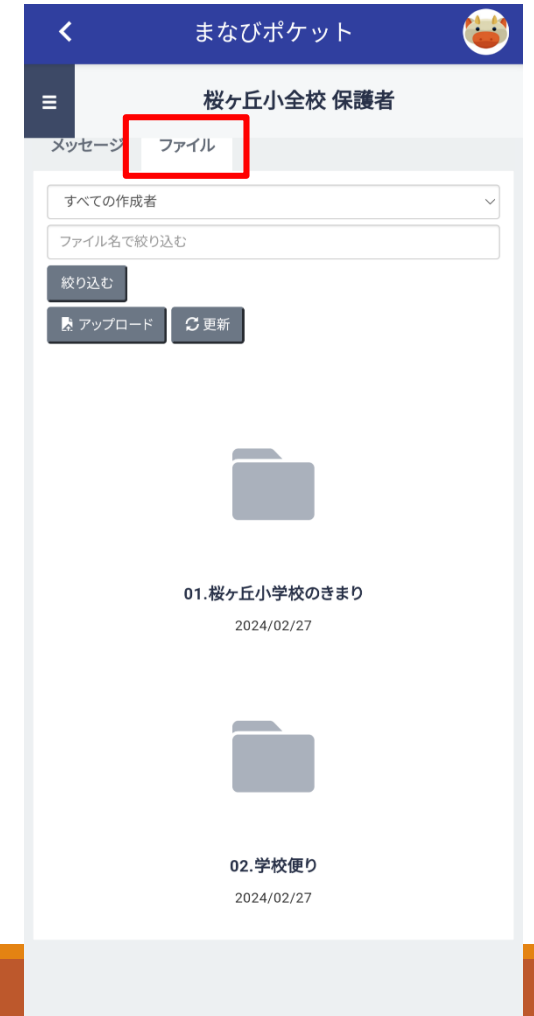 まなびポケット
桜ヶ丘小全校 保護者
メッセージ ファイル
すべての作成者
ファイル名で絞り込む
絞り込む
アップロード 更新
01.桜ヶ丘小学校のきまり
2024/02/27
02.学校便り
2024/02/27